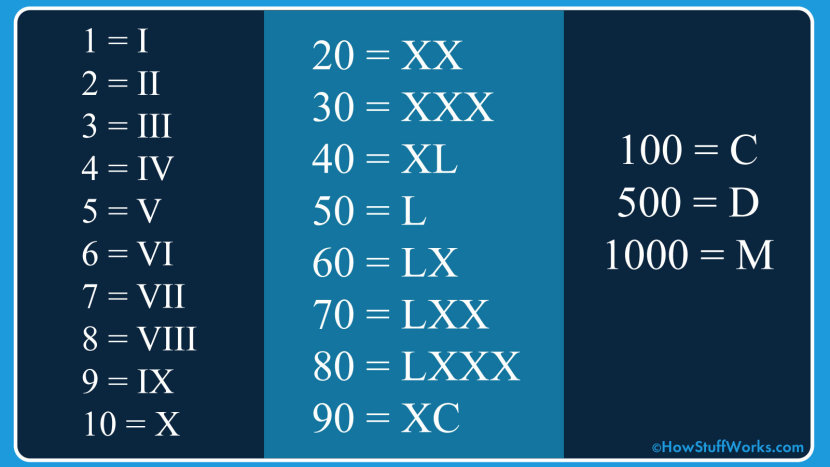 1 = I
2 = II
3 = III
4 = IV
5 = V
6 = VI
7 = VII
8 = VIII
9 = IX
10 = X
20 = XX
30 = XXX
40 = XL
50 = L
60 = LX
70 = LXX
80 = LXXX
90 = XC
100 = C
500 = D
1000 = M
©HowStuffWorks.com